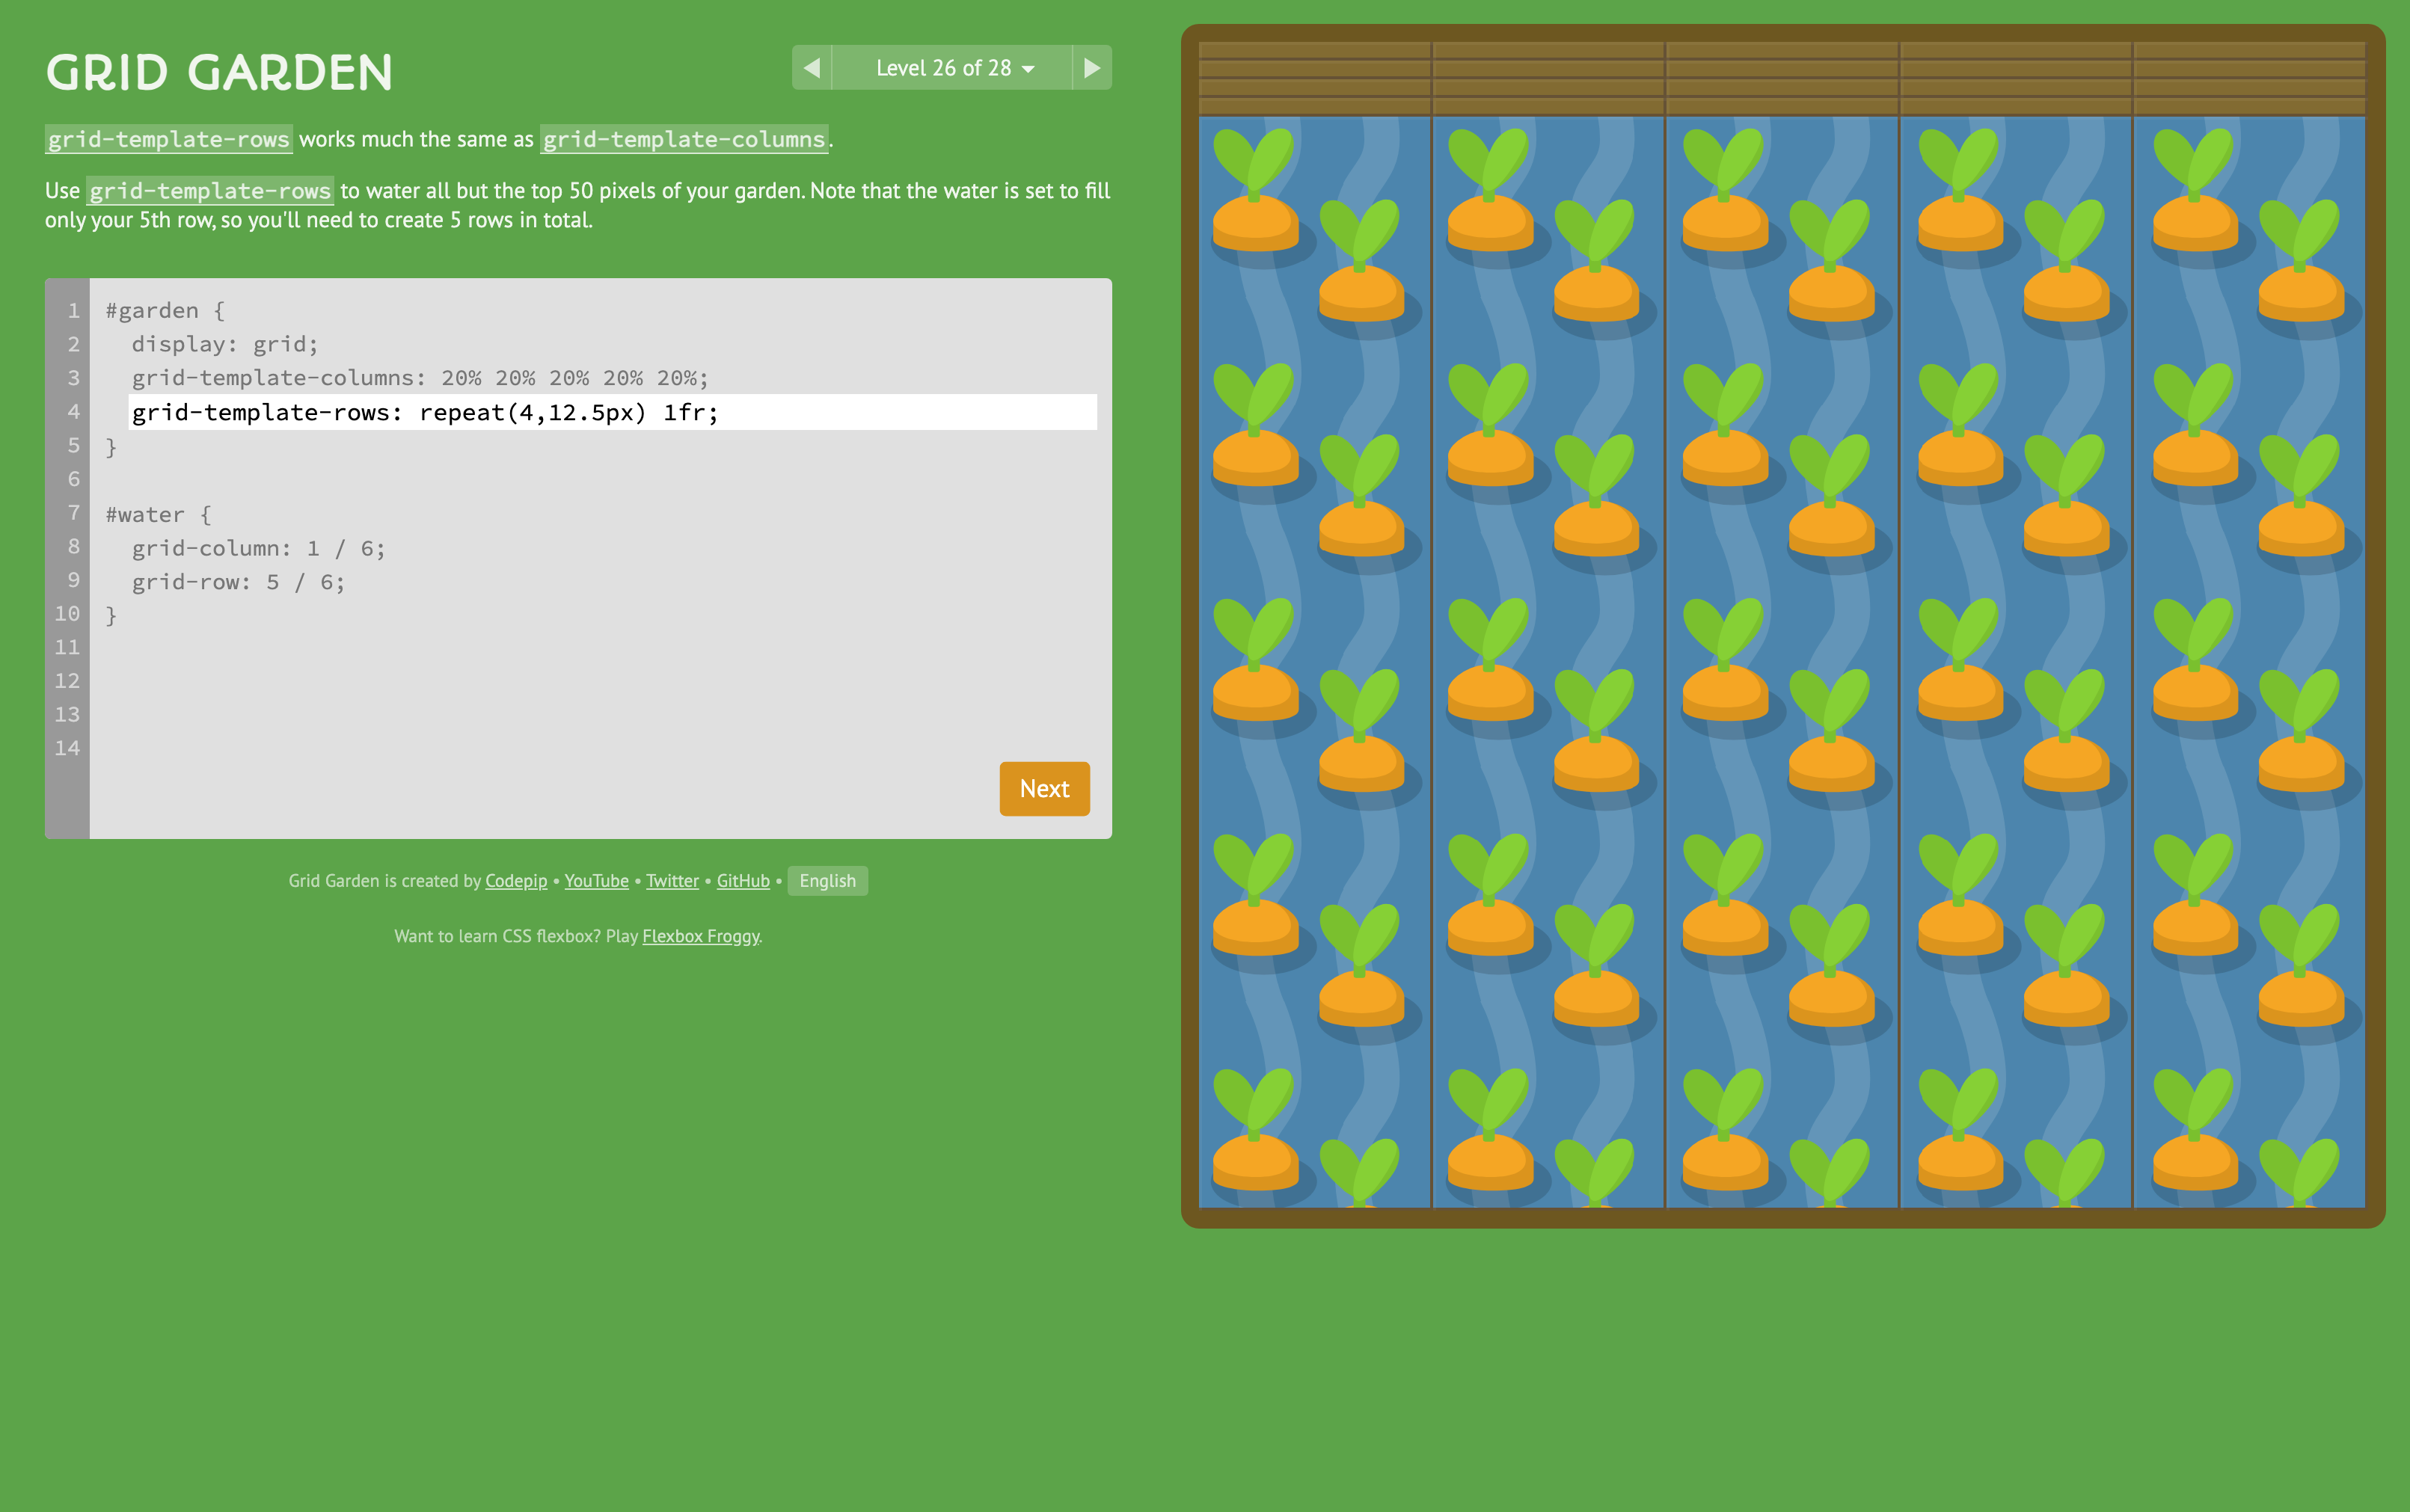 GRID GARDEN
Level 26 of 28
grid-template-rows works much the same as grid-template-columns.
Use grid-template-rows to water all but the top 50 pixels of your garden. Note that the water is set to fill
only your 5th row, so you'll need to create 5 rows in total.
1 #garden {
2 display: grid;
3 grid-template-columns: 20% 20% 20% 20% 20%;
4 grid-template-rows: repeat(4,12.5px) 1fr;
5 }
6
7 #water {
8 grid-column: 1 / 6;
9 grid-row: 5 / 6;
10 }
11
12
13
14
Next
Grid Garden is created by Codepip • YouTube • Twitter • GitHub • English
Want to learn CSS flexbox? Play Flexbox Froggy.